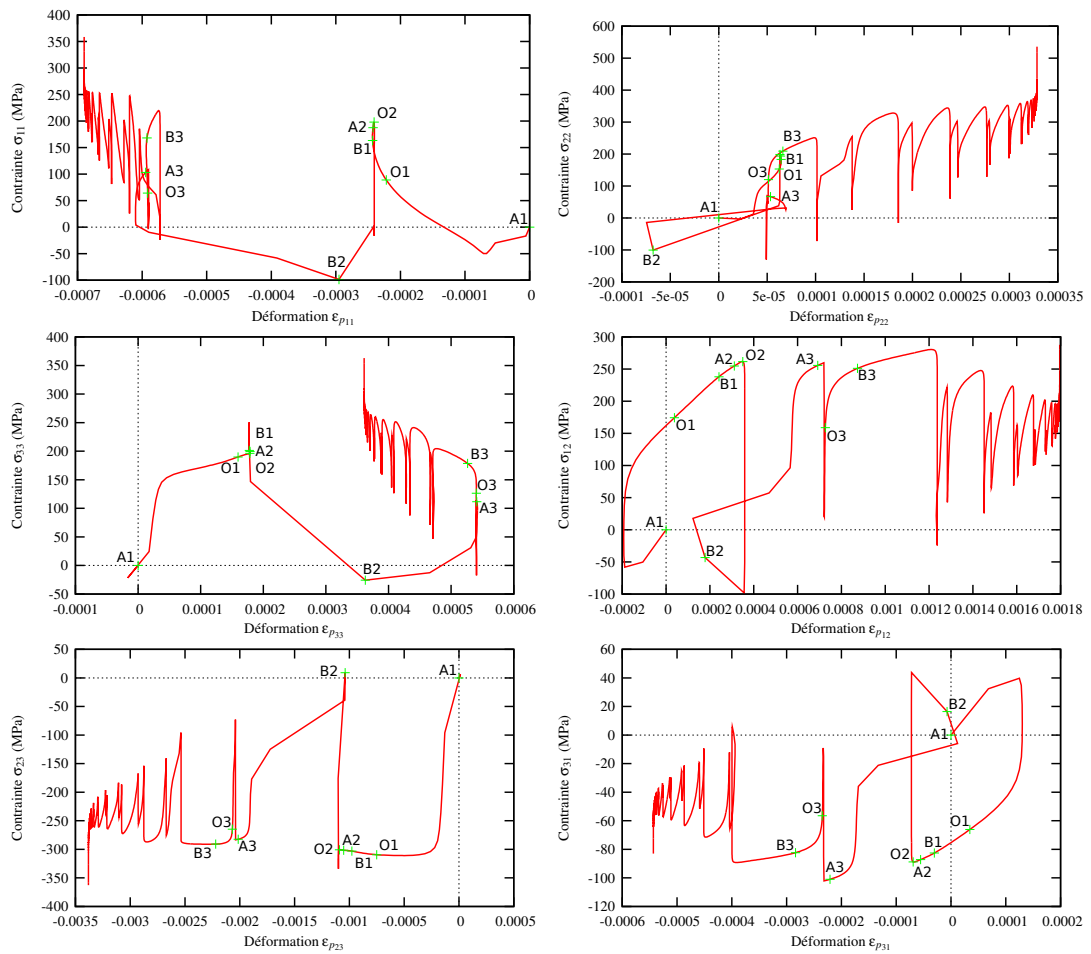 400
350
300
250
200
150
100
50
0
-50
-100
Contrainte σ11 (MPa)
B3
A3
O3
B2
O2
A2
B1
O1
A1
-0.0007 -0.0006 -0.0005 -0.0004 -0.0003 -0.0002 -0.0001 0
Déformation εp11
600
500
400
300
200
100
0
-100
-200
Contrainte σ22 (MPa)
B3
B1
O1
O3
A3
A1
B2
-0.0001 -5e-05 0 5e-05 0.0001 0.00015 0.0002 0.00025 0.0003 0.00035
Déformation εp22
400
350
300
250
200
150
100
50
0
-50
Contrainte σ33 (MPa)
B1
A2
O1
O2
B3
O3
A3
A1
B2
-0.0001 0 0.0001 0.0002 0.0003 0.0004 0.0005 0.0006
Déformation εp33
300
250
200
150
100
50
0
-50
-100
Contrainte σ12 (MPa)
A2
O2
B1
O1
A3
B3
O3
A1
B2
-0.0002 0 0.0002 0.0004 0.0006 0.0008 0.001 0.0012 0.0014 0.0016 0.0018
Déformation εp12
50
0
-50
-100
-150
-200
-250
-300
-350
-400
Contrainte σ23 (MPa)
B2
A1
O3
B3
A3
O2
A2
B1
O1
-0.0035 -0.003 -0.0025 -0.002 -0.0015 -0.001 -0.0005 0 0.0005
Déformation εp23
60
40
20
0
-20
-40
-60
-80
-100
-120
Contrainte σ31 (MPa)
B2
A1
O3
B3
A3
O2
A2
B1
O1
-0.0006 -0.0005 -0.0004 -0.0003 -0.0002 -0.0001 0 0.0001 0.0002
Déformation εp31